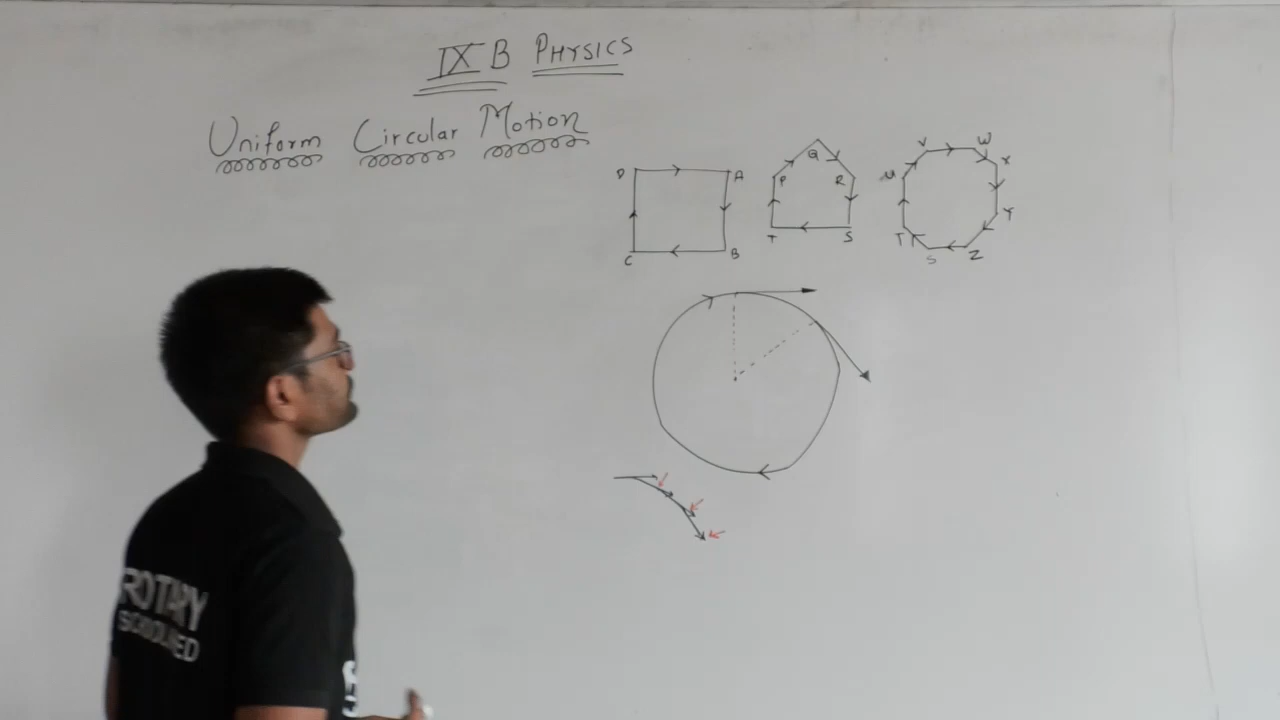 IX B PHYSICS
Uniform Circular Motion
D A B C
P Q R S T
U V W X Y Z S T
ROTARY